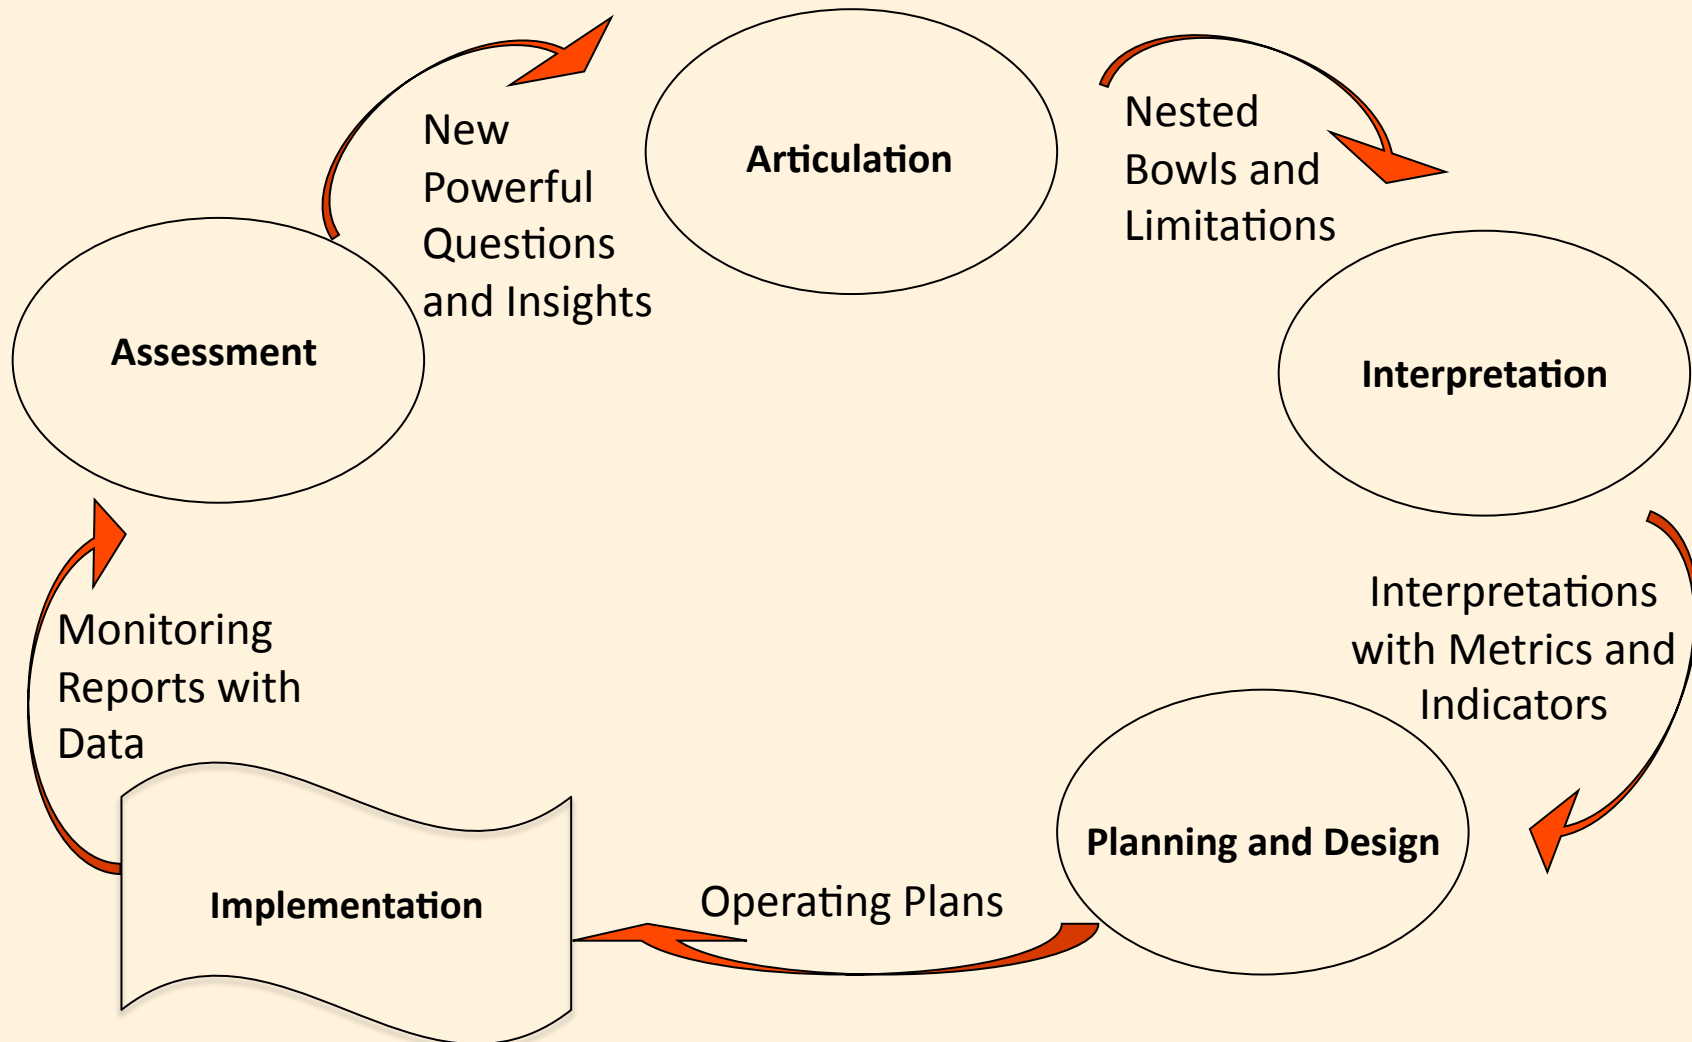 Articulation
Nested
Bowls and
Limitations
Interpretation
Interpretations
with Metrics and
Indicators
Planning and Design
Operating Plans
Implementation
Monitoring
Reports with
Data
Assessment
New
Powerful
Questions
and Insights